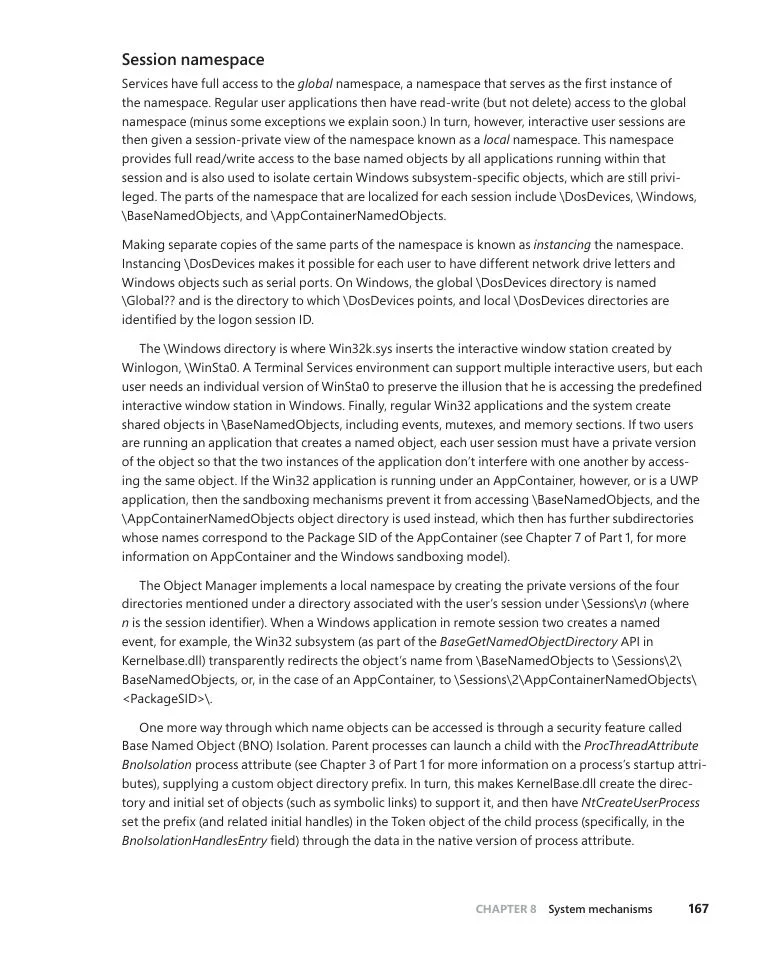 Session namespace
Services have full access to the global namespace, a namespace that serves as the first instance of
the namespace. Regular user applications then have read-write (but not delete) access to the global
namespace (minus some exceptions we explain soon.) In turn, however, interactive user sessions are
then given a session-private view of the namespace known as a local namespace. This namespace
provides full read/write access to the base named objects by all applications running within that
session and is also used to isolate certain Windows subsystem-specific objects, which are still privi-
leged. The parts of the namespace that are localized for each session include \DosDevices, \Windows,
\BaseNamedObjects, and \AppContainerNamedObjects.
Making separate copies of the same parts of the namespace is known as instancing the namespace.
Instancing \DosDevices makes it possible for each user to have different network drive letters and
Windows objects such as serial ports. On Windows, the global \DosDevices directory is named
\Global?? and is the directory to which \DosDevices points, and local \DosDevices directories are
identified by the logon session ID.
The \Windows directory is where Win32k.sys inserts the interactive window station created by
Winlogon, \WinSta0. A Terminal Services environment can support multiple interactive users, but each
user needs an individual version of WinSta0 to preserve the illusion that he is accessing the predefined
interactive window station in Windows. Finally, regular Win32 applications and the system create
shared objects in \BaseNamedObjects, including events, mutexes, and memory sections. If two users
are running an application that creates a named object, each user session must have a private version
of the object so that the two instances of the application don't interfere with one another by access-
ing the same object. If the Win32 application is running under an AppContainer, however, or is a UWP
application, then the sandboxing mechanisms prevent it from accessing \BaseNamedObjects, and the
\AppContainerNamedObjects object directory is used instead, which then has further subdirectories
whose names correspond to the Package SID of the AppContainer (see Chapter 7 of Part 1, for more
information on AppContainer and the Windows sandboxing model).
The Object Manager implements a local namespace by creating the private versions of the four
directories mentioned under a directory associated with the user's session under \Sessions\n (where
n is the session identifier). When a Windows application in remote session two creates a named
event, for example, the Win32 subsystem (as part of the BaseGetNamedObjectDirectory API in
Kernelbase.dll) transparently redirects the object's name from \BaseNamedObjects to \Sessions\2\
BaseNamedObjects, or, in the case of an AppContainer, to \Sessions\2\AppContainerNamedObjects\
<PackageSID>\.
One more way through which name objects can be accessed is through a security feature called
Base Named Object (BNO) Isolation. Parent processes can launch a child with the ProcThreadAttribute
BnoIsolation process attribute (see Chapter 3 of Part 1 for more information on a process's startup attri-
butes), supplying a custom object directory prefix. In turn, this makes KernelBase.dll create the direc-
tory and initial set of objects (such as symbolic links) to support it, and then have NtCreateUserProcess
set the prefix (and related initial handles) in the Token object of the child process (specifically, in the
BnoIsolationHandlesEntry field) through the data in the native version of process attribute.
CHAPTER 8 System mechanisms 167